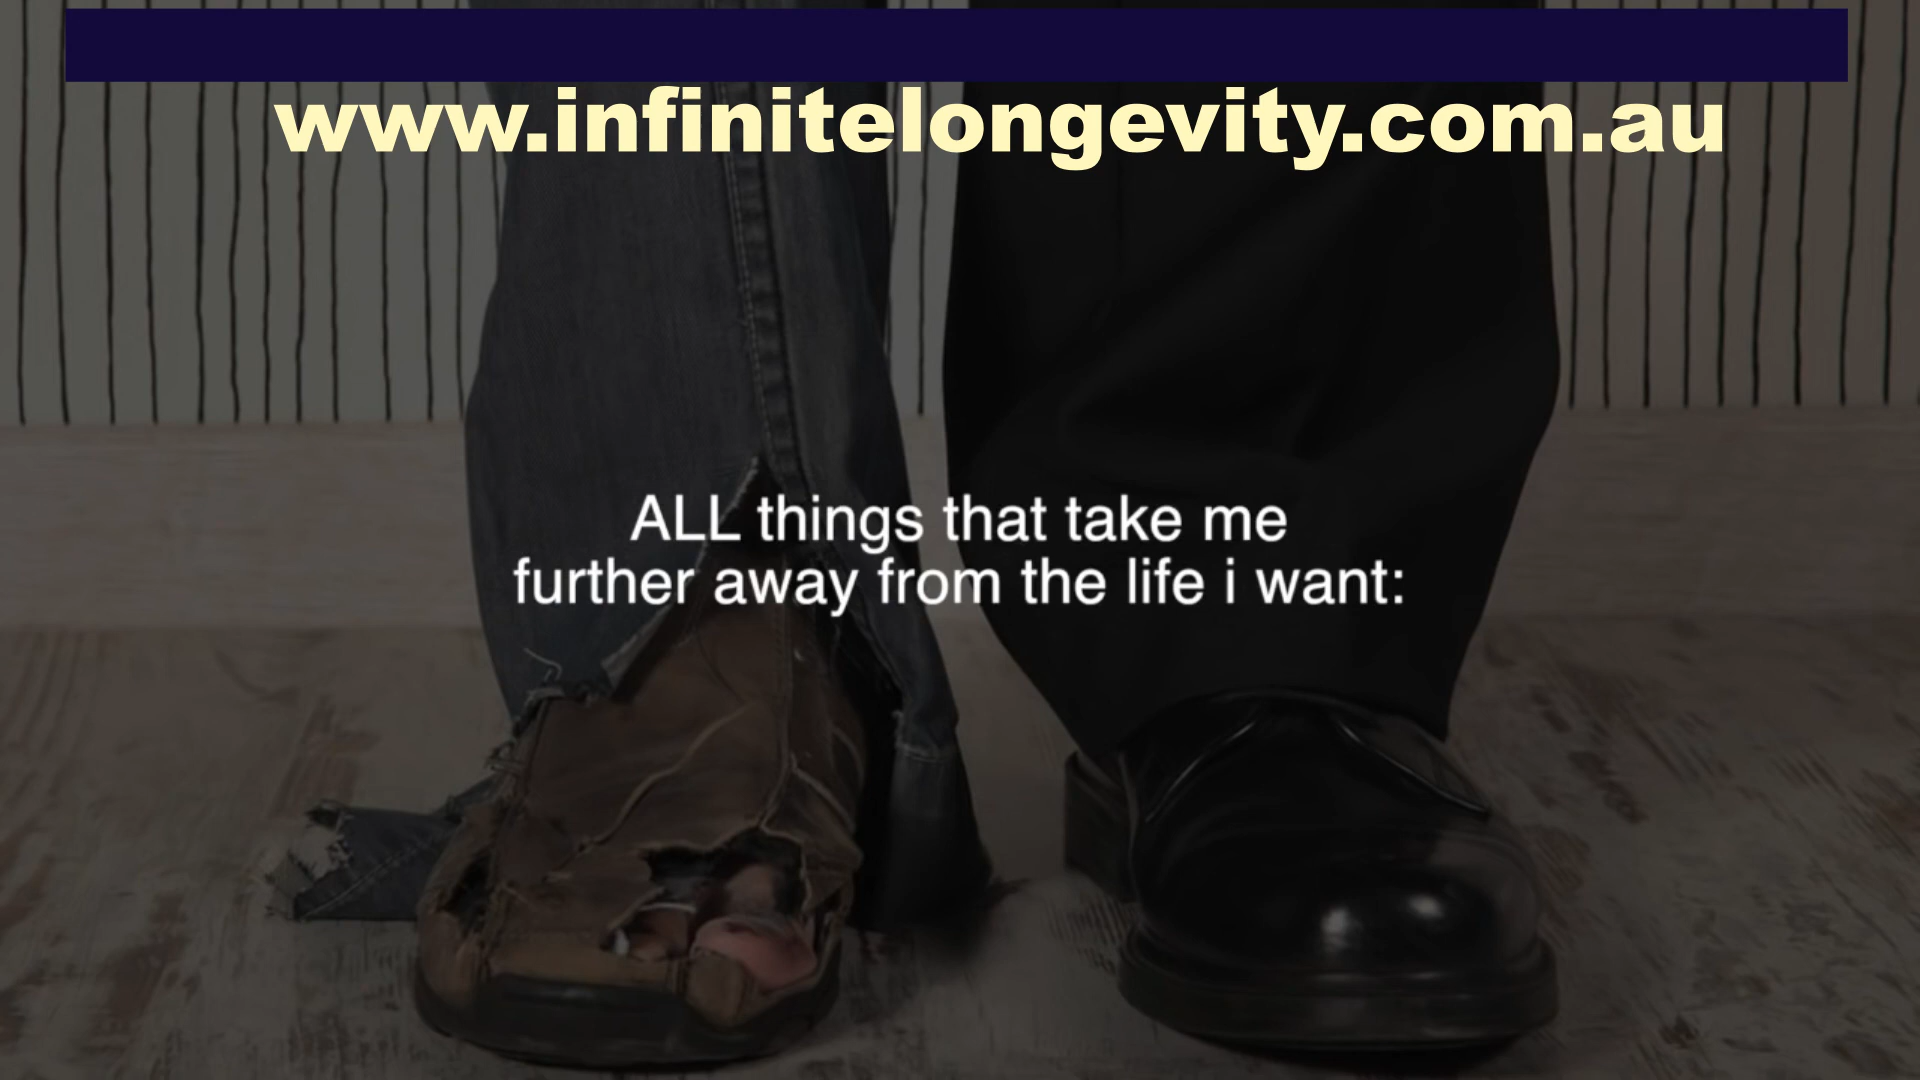 www.infinitelongevity.com.au
ALL things that take me
further away from the life i want: